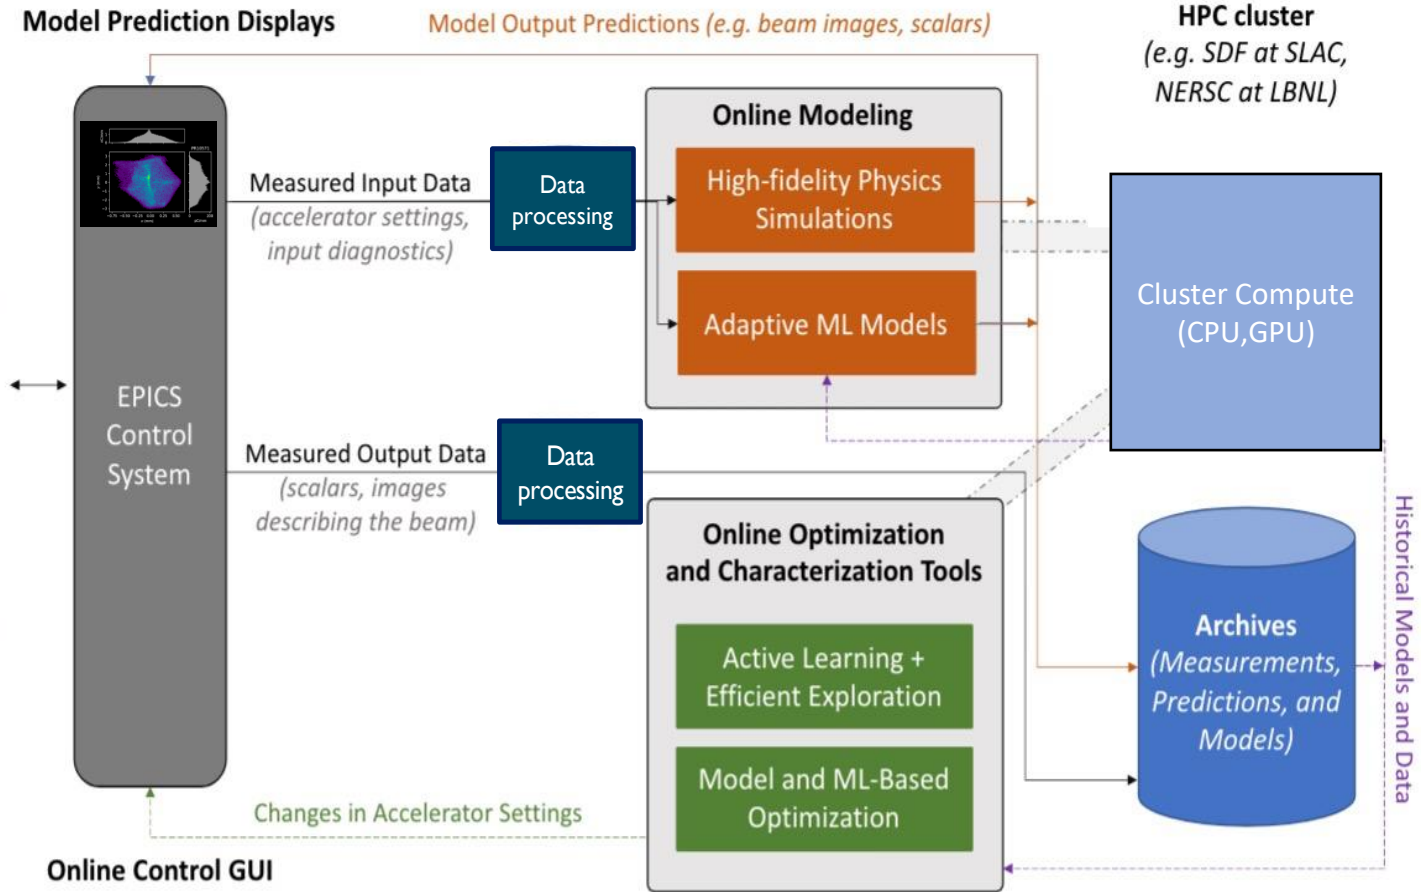 Model Prediction Displays
Model Output Predictions (e.g. beam images, scalars)
HPC cluster
(e.g. SDF at SLAC,
NERSC at LBNL)
Online Modeling
High-fidelity Physics
Simulations
Adaptive ML Models
Measured Input Data
(accelerator settings,
input diagnostics)
Data
processing
Cluster Compute
(CPU,GPU)
EPICS
Control
System
Measured Output Data
(scalars, images
describing the beam)
Data
processing
Online Optimization
and Characterization Tools
Active Learning +
Efficient Exploration
Model and ML-Based
Optimization
Archives
(Measurements,
Predictions, and
Models)
Historical Models and Data
Changes in Accelerator Settings
Online Control GUI